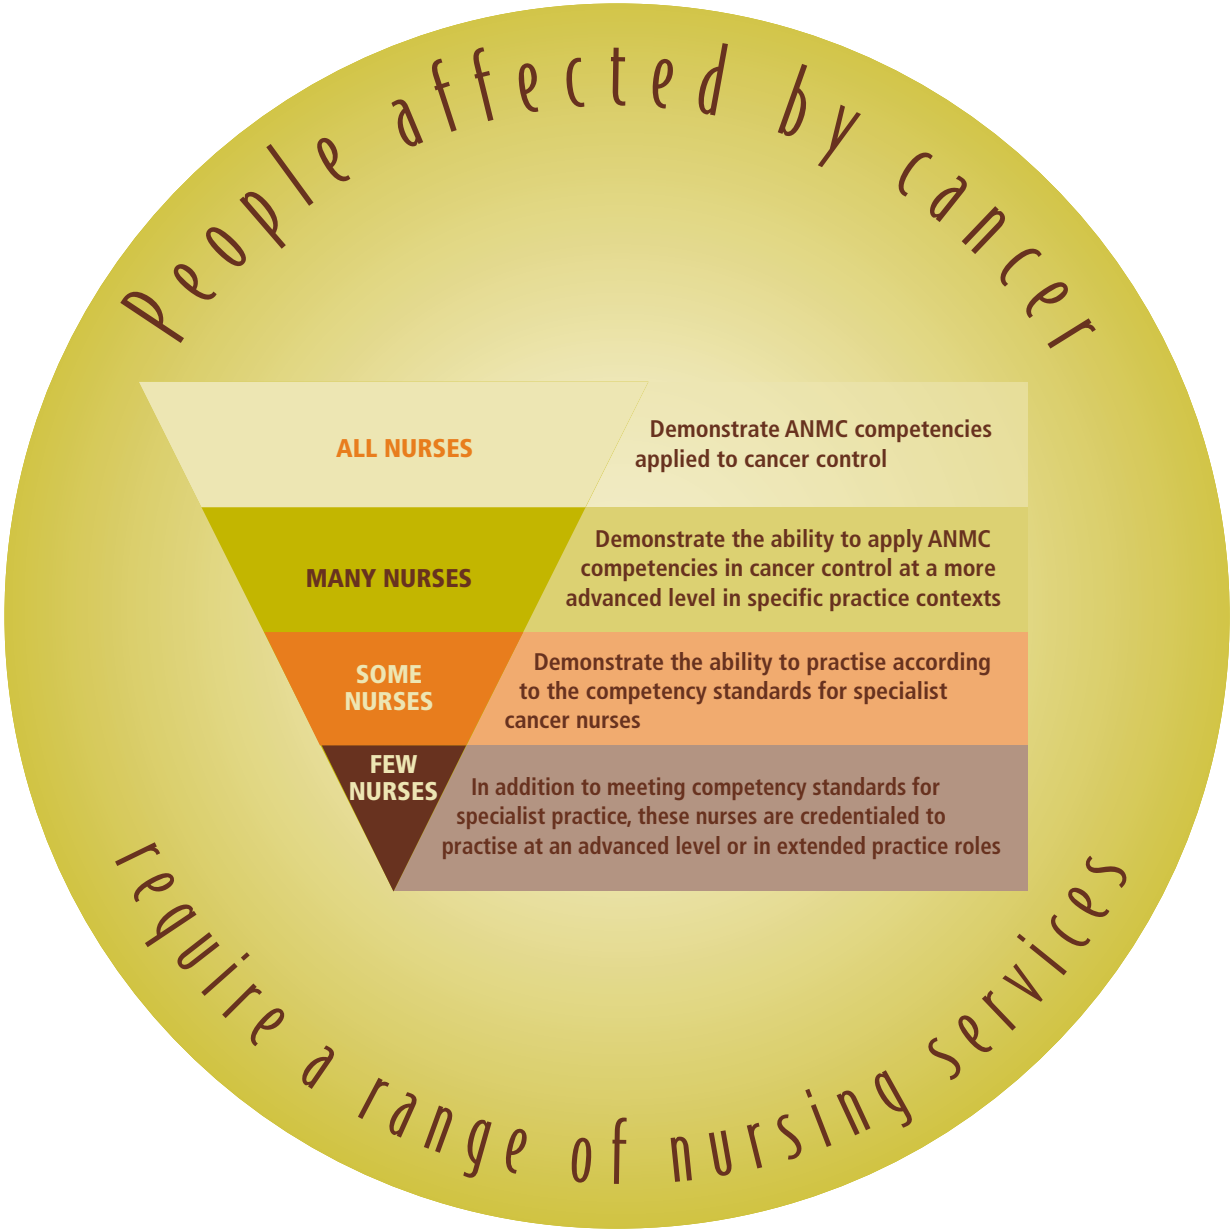 People affected by cancer
ALL NURSES
Demonstrate ANMC competencies
applied to cancer control
MANY NURSES
Demonstrate the ability to apply ANMC
competencies in cancer control at a more
advanced level in specific practice contexts
SOME
NURSES
Demonstrate the ability to practise according
to the competency standards for specialist
cancer nurses
FEW
NURSES
In addition to meeting competency standards for
specialist practice, these nurses are credentialed to
practise at an advanced level or in extended practice roles
require a range of nursing services